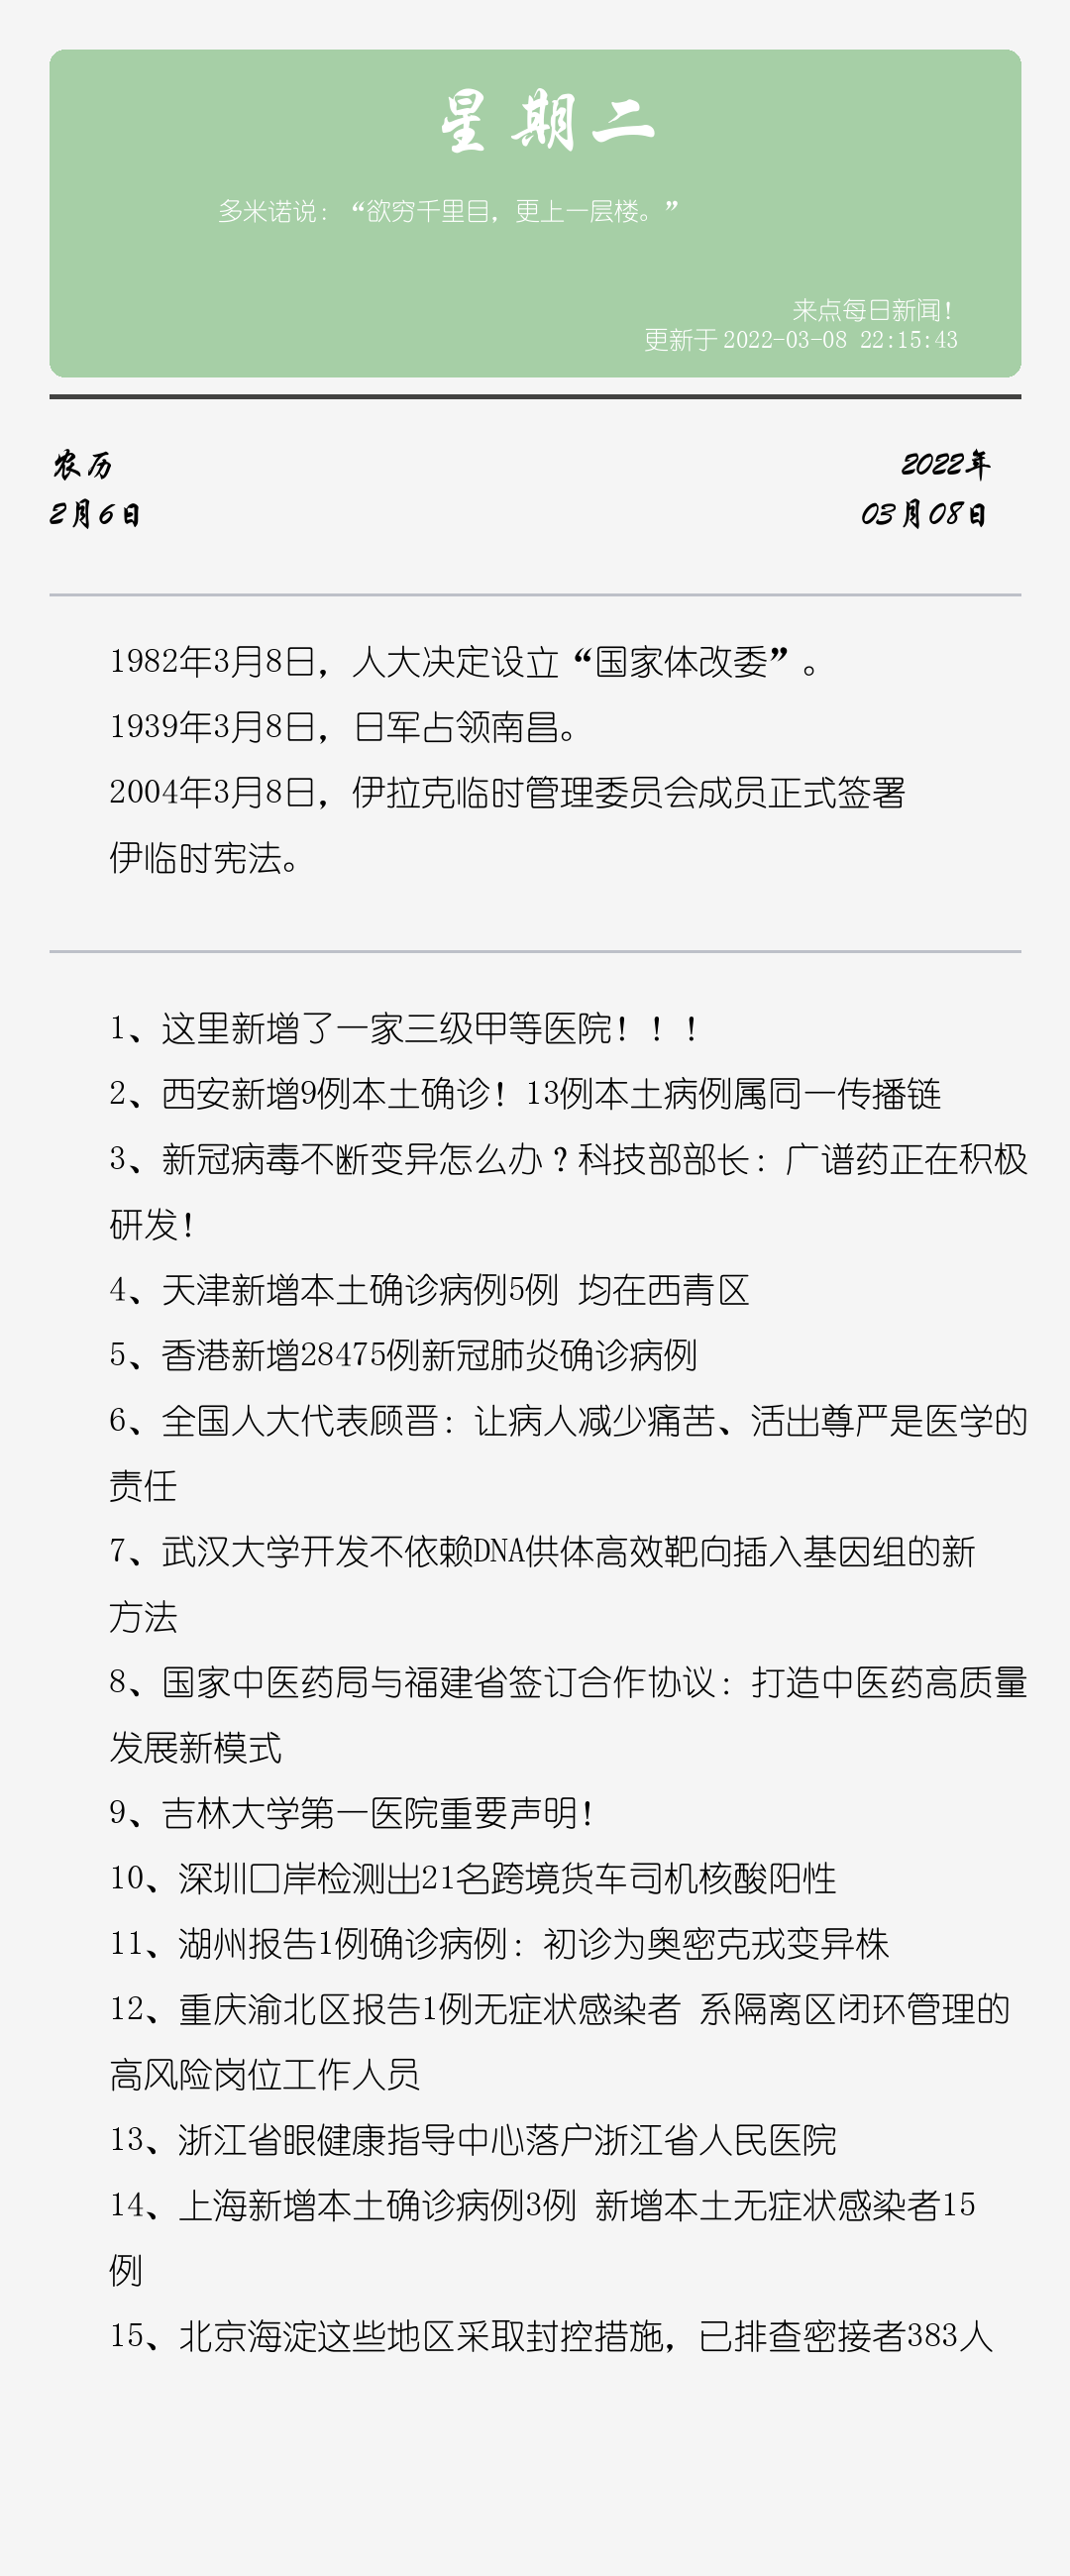 星期二
多米诺说：“欲穷千里目，更上一层楼。”
来点每日新闻！
更新于 2022-03-08 22:15:43
农历
2022年
2月6日
03月08日
1982年3月8日，人大决定设立“国家体改委”。
1939年3月8日，日军占领南昌。
2004年3月8日，伊拉克临时管理委员会成员正式签署
伊临时宪法。
1、这里新增了一家三级甲等医院！！！
2、西安新增9例本土确诊！13例本土病例属同一传播链
3、新冠病毒不断变异怎么办？科技部部长：广谱药正在积极
研发！
4、天津新增本土确诊病例5例 均在西青区
5、香港新增28475例新冠肺炎确诊病例
6、全国人大代表顾晋：让病人减少痛苦、活出尊严是医学的
责任
7、武汉大学开发不依赖DNA供体高效靶向插入基因组的新
方法
8、国家中医药局与福建省签订合作协议：打造中医药高质量
发展新模式
9、吉林大学第一医院重要声明！
10、深圳口岸检测出21名跨境货车司机核酸阳性
11、湖州报告1例确诊病例：初诊为奥密克戎变异株
12、重庆渝北区报告1例无症状感染者 系隔离区闭环管理的
高风险岗位工作人员
13、浙江省眼健康指导中心落户浙江省人民医院
14、上海新增本土确诊病例3例 新增本土无症状感染者15
例
15、北京海淀这些地区采取封控措施，已排查密接者383人